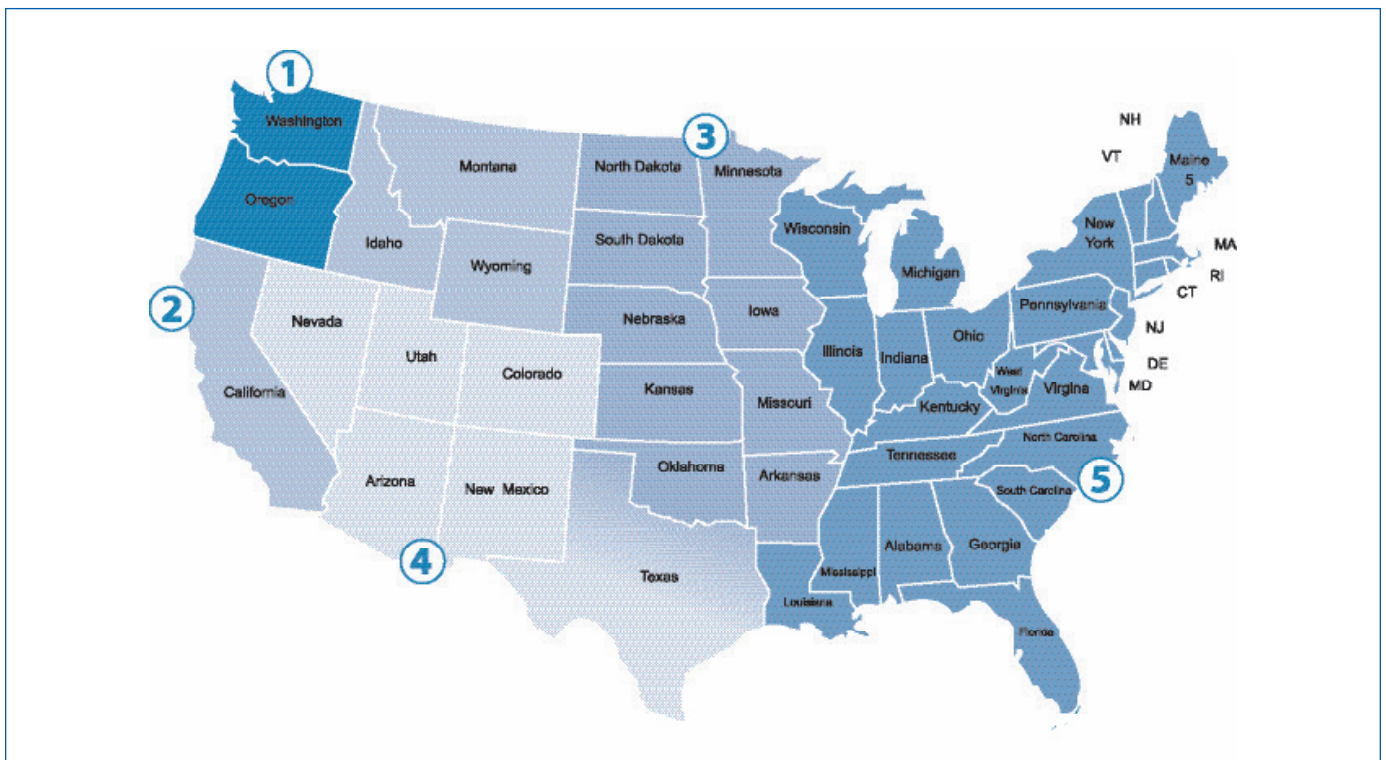 1
Washington
Oregon
Idaho
Montana
Wyoming
2
California
Nevada
Utah
Colorado
Arizona
New Mexico
4
3
North Dakota
South Dakota
Nebraska
Kansas
Oklahoma
Texas
Minnesota
Iowa
Missouri
Arkansas
Louisiana
Wisconsin
Illinois
Michigan
Indiana
Ohio
Kentucky
Tennessee
Mississippi
Alabama
Georgia
Florida
South Carolina
North Carolina
5
West
Virginia
Virgina
Pennsylvania
New
York
Maine
5
NH
VT
MA
RI
CT
NJ
DE
MD